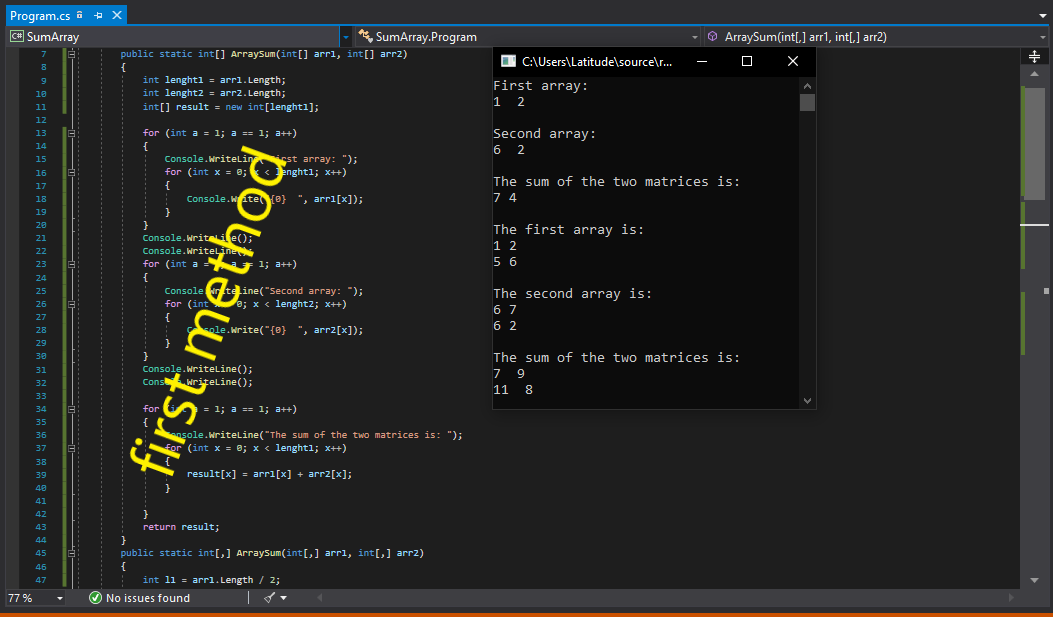 Program.cs
SumArray
SumArray.Program
ArraySum(int[,] arr1, int[,] arr2)
7 public static int[] ArraySum(int[] arr1, int[] arr2)
8 {
9 int lenght1 = arr1.Length;
10 int lenght2 = arr2.Length;
11 int[] result = new int[lenght1];
12
13 for (int a = 1; a == 1; a++)
14 {
15 Console.WriteLine("First array: ");
16 for (int x = 0; x < lenght1; x++)
17 {
18 Console.Write("{0}  ", arr1[x]);
19 }
20 }
21 Console.WriteLine();
22 Console.WriteLine();
23 for (int a = 1; a == 1; a++)
24 {
25 Console.WriteLine("Second array: ");
26 for (int x = 0; x < lenght2; x++)
27 {
28 Console.Write("{0}  ", arr2[x]);
29 }
30 }
31 Console.WriteLine();
32 Console.WriteLine();
33
34 for (int a = 1; a == 1; a++)
35 {
36 Console.WriteLine("The sum of the two matrices is: ");
37 for (int x = 0; x < lenght1; x++)
38 {
39 result[x] = arr1[x] + arr2[x];
40 }
41
42 }
43 return result;
44 }
45 public static int[,] ArraySum(int[,] arr1, int[,] arr2)
46 {
47 int l1 = arr1.Length / 2;
first method
C:\Users\Latitude\source\r...
First array:
1  2
Second array:
6  2
The sum of the two matrices is:
7 4
The first array is:
1 2
5 6
The second array is:
6 7
6 2
The sum of the two matrices is:
7  9
11  8
77 %
No issues found